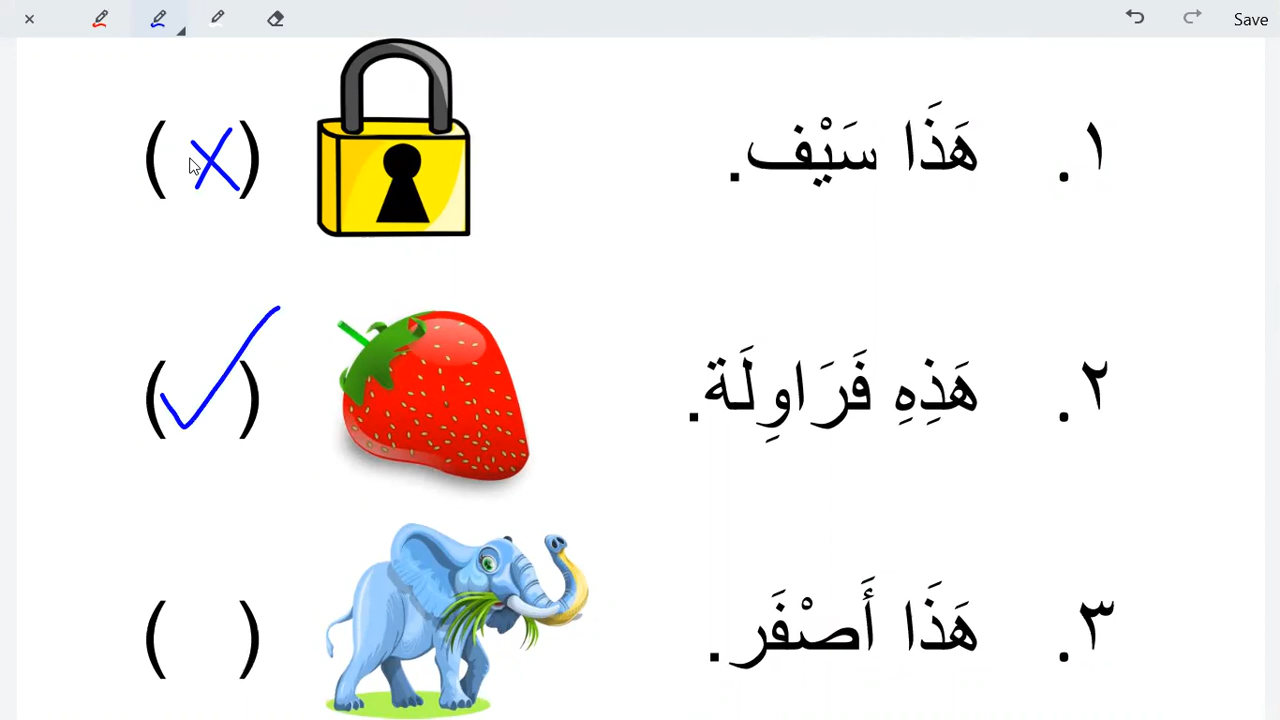 Save
١. هَذَا سَيْف. ( X )
٢. هَذِهِ فَرَاوِلَة. ( ✓ )
٣. هَذَا أَصْفَر. ( )